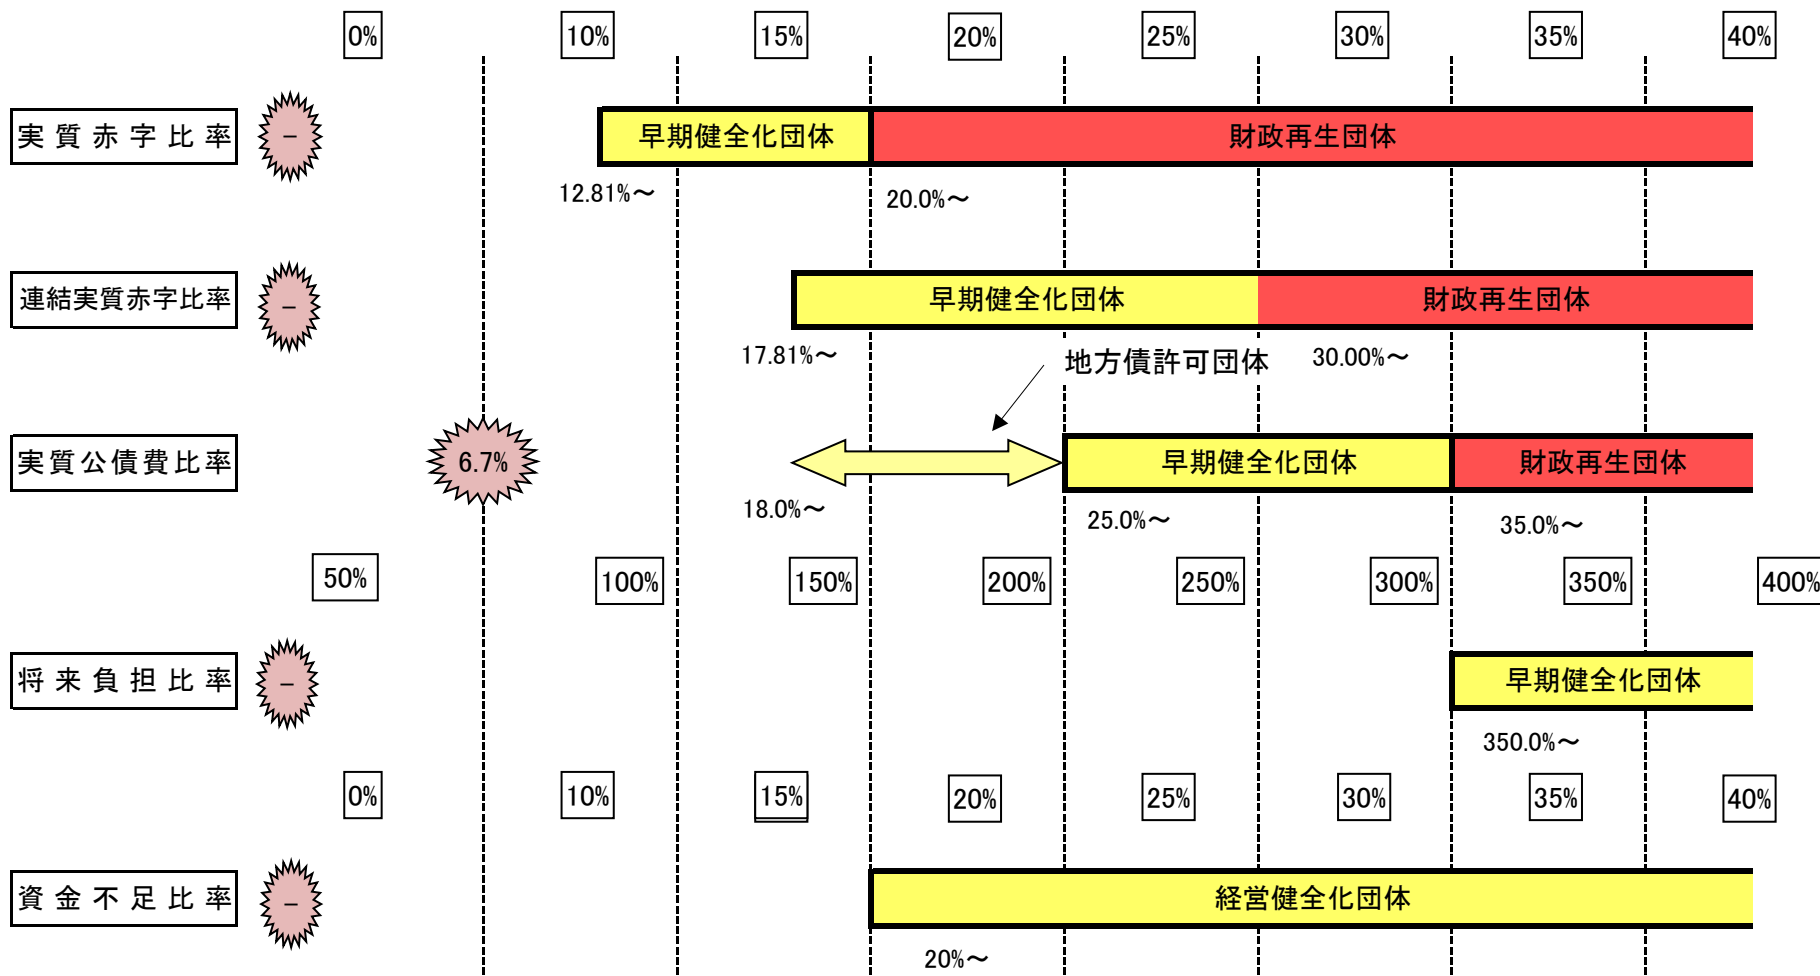 0% 10% 15% 20% 25% 30% 35% 40%
実質赤字比率 － 早期健全化団体 財政再生団体
12.81%～ 20.0%～
連結実質赤字比率 － 早期健全化団体 財政再生団体
17.81%～ 地方債許可団体 30.00%～
実質公債費比率 6.7% 早期健全化団体 財政再生団体
18.0%～ 25.0%～ 35.0%～
50% 100% 150% 200% 250% 300% 350% 400%
将来負担比率 － 早期健全化団体
350.0%～
0% 10% 15% 20% 25% 30% 35% 40%
資金不足比率 － 経営健全化団体
20%～